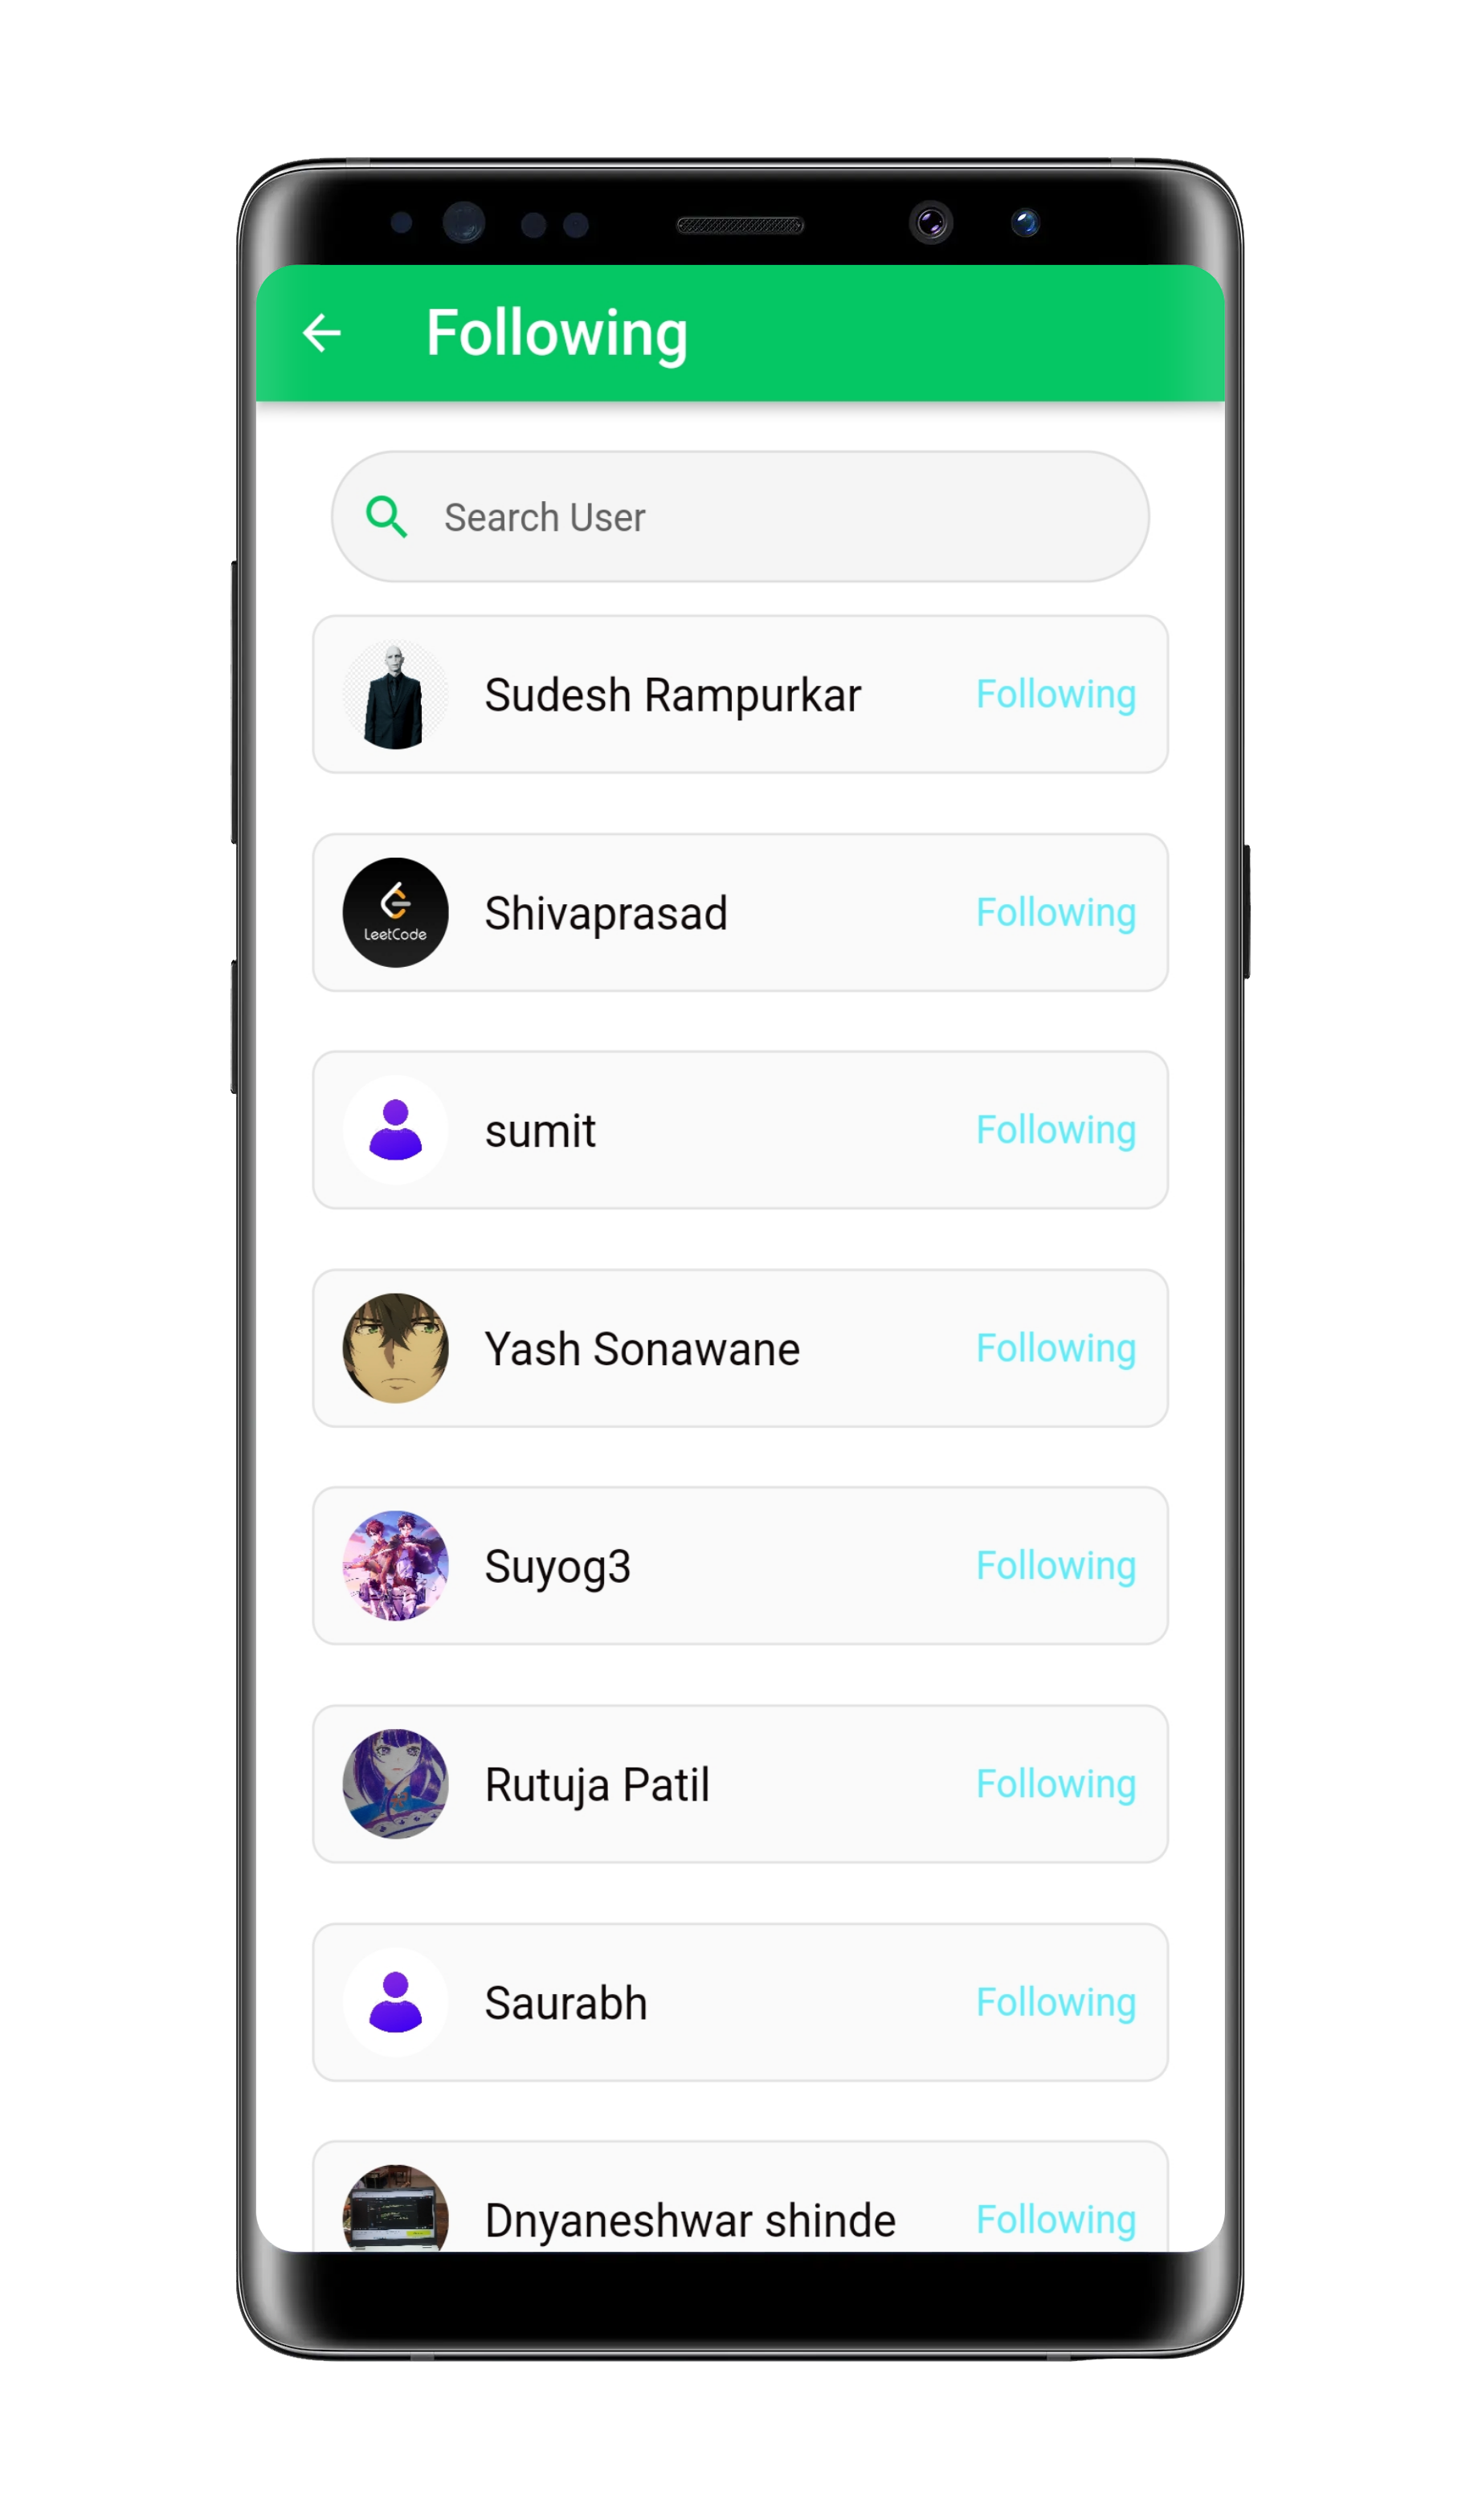 Following
Search User
Sudesh Rampurkar Following
LeetCode
Shivaprasad Following
sumit Following
Yash Sonawane Following
Suyog3 Following
Rutuja Patil Following
Saurabh Following
Dnyaneshwar shinde Following